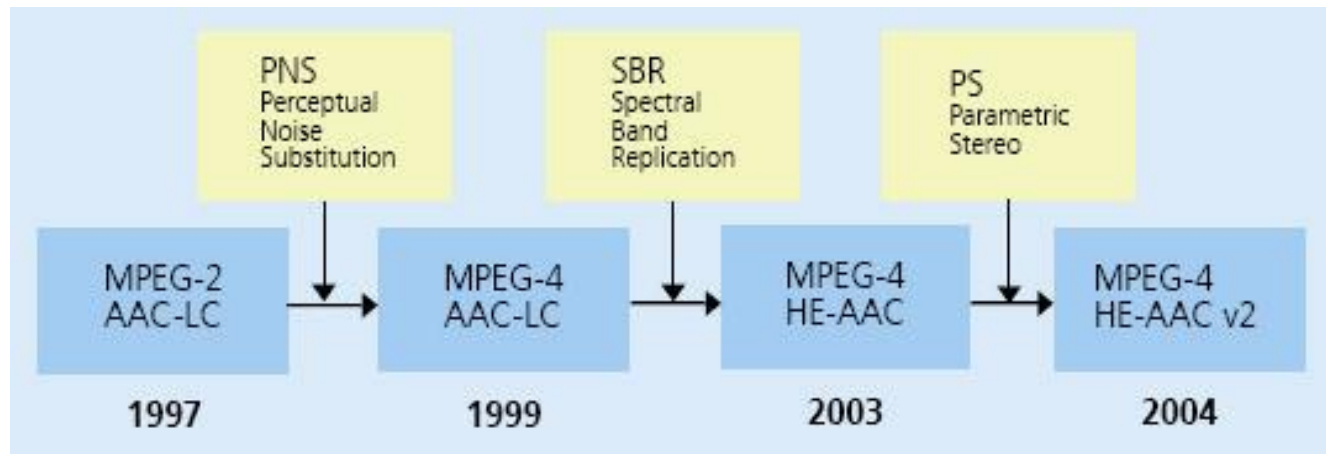 PNS
Perceptual
Noise
Substitution
SBR
Spectral
Band
Replication
PS
Parametric
Stereo
MPEG-2
AAC-LC
MPEG-4
AAC-LC
MPEG-4
HE-AAC
MPEG-4
HE-AAC v2
1997
1999
2003
2004